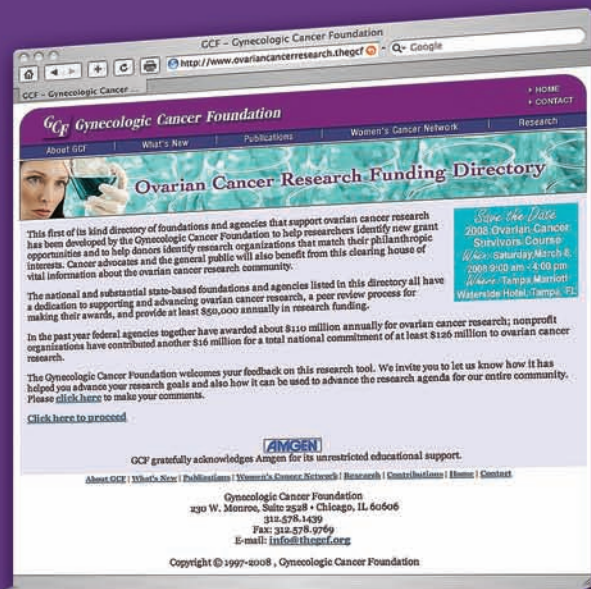 GCF – Gynecologic Cancer Foundation
http://www.ovariancancerresearch.thegcf
Q- Google
GCF – Gynecologic Cancer ...
HOME
CONTACT
GCF Gynecologic Cancer Foundation
About GCF | What's New | Publications | Women's Cancer Network | Research
Ovarian Cancer Research Funding Directory
This first of its kind directory of foundations and agencies that support ovarian cancer research
has been developed by the Gynecologic Cancer Foundation to help researchers identify new grant
opportunities and to help donors identify research organizations that match their philanthropic
interests. Cancer advocates and the general public will also benefit from this clearing house of
vital information about the ovarian cancer research community.
Save the Date
2008 Ovarian Cancer
Survivors Course
When: Saturday, March 8,
2008 9:00 am - 4:00 pm
Where: Tampa Marriott
Waterside Hotel, Tampa, FL
The national and substantial state-based foundations and agencies listed in this directory all have
a dedication to supporting and advancing ovarian cancer research, a peer review process for
making their awards, and provide at least $50,000 annually in research funding.
In the past year federal agencies together have awarded about $110 million annually for ovarian cancer research; nonprofit
organizations have contributed another $16 million for a total national commitment of at least $126 million to ovarian cancer
research.
The Gynecologic Cancer Foundation welcomes your feedback on this research tool. We invite you to let us know how it has
helped you advance your research goals and also how it can be used to advance the research agenda for our entire community.
Please click here to make your comments.
Click here to proceed
AMGEN
GCF gratefully acknowledges Amgen for its unrestricted educational support.
About GCF | What's New | Publications | Women's Cancer Network | Research | Contributions | Home | Contact
Gynecologic Cancer Foundation
230 W. Monroe, Suite 2528 • Chicago, IL 60606
312.578.1439
Fax: 312.578.9769
E-mail: info@thegcf.org
Copyright © 1997-2008 , Gynecologic Cancer Foundation